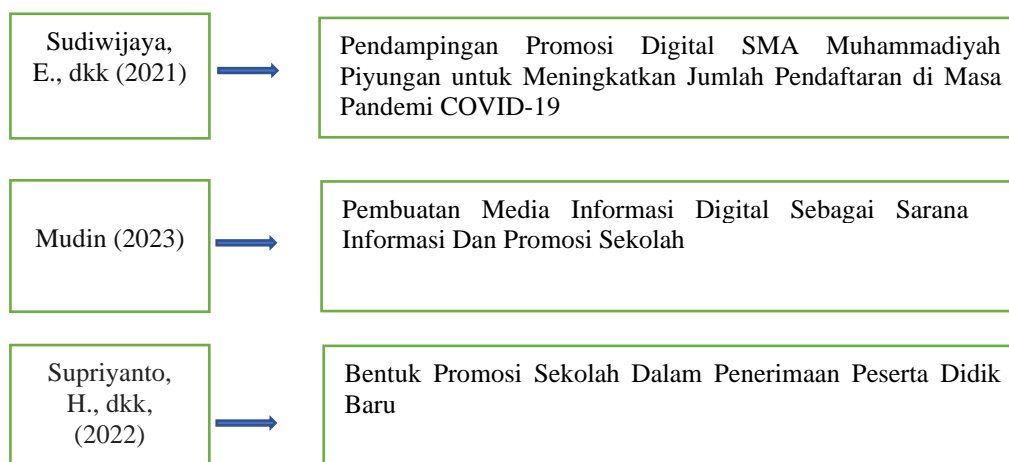 Sudiwijaya,
E., dkk (2021)
Pendampingan Promosi Digital SMA Muhammadiyah
Piyungan untuk Meningkatkan Jumlah Pendaftaran di Masa
Pandemi COVID-19
Mudin (2023)
Pembuatan Media Informasi Digital Sebagai Sarana
Informasi Dan Promosi Sekolah
Supriyanto,
H., dkk,
(2022)
Bentuk Promosi Sekolah Dalam Penerimaan Peserta Didik
Baru